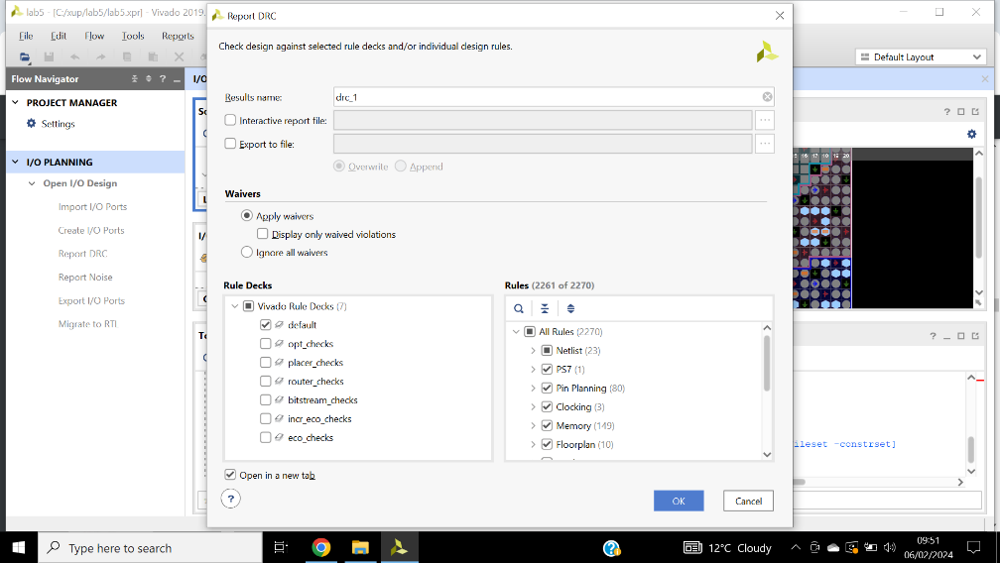 lab5 - [C:/xup/lab5/lab5.xpr] - Vivado 2019.
File Edit Flow Tools Reports
Default Layout
Flow Navigator
PROJECT MANAGER
Settings
I/O PLANNING
Open I/O Design
Import I/O Ports
Create I/O Ports
Report DRC
Report Noise
Export I/O Ports
Migrate to RTL
Report DRC
Check design against selected rule decks and/or individual design rules.
Results name: drc_1
Interactive report file:
Export to file:
Overwrite Append
Waivers
Apply waivers
Display only waived violations
Ignore all waivers
Rule Decks
Vivado Rule Decks (7)
default
opt_checks
placer_checks
router_checks
bitstream_checks
incr_eco_checks
eco_checks
Rules (2261 of 2270)
All Rules (2270)
Netlist (23)
PS7 (1)
Pin Planning (80)
Clocking (3)
Memory (149)
Floorplan (10)
Open in a new tab
? OK Cancel
16 17 18 19 20
ileset -constrset]
Type here to search
12°C Cloudy
09:51
06/02/2024